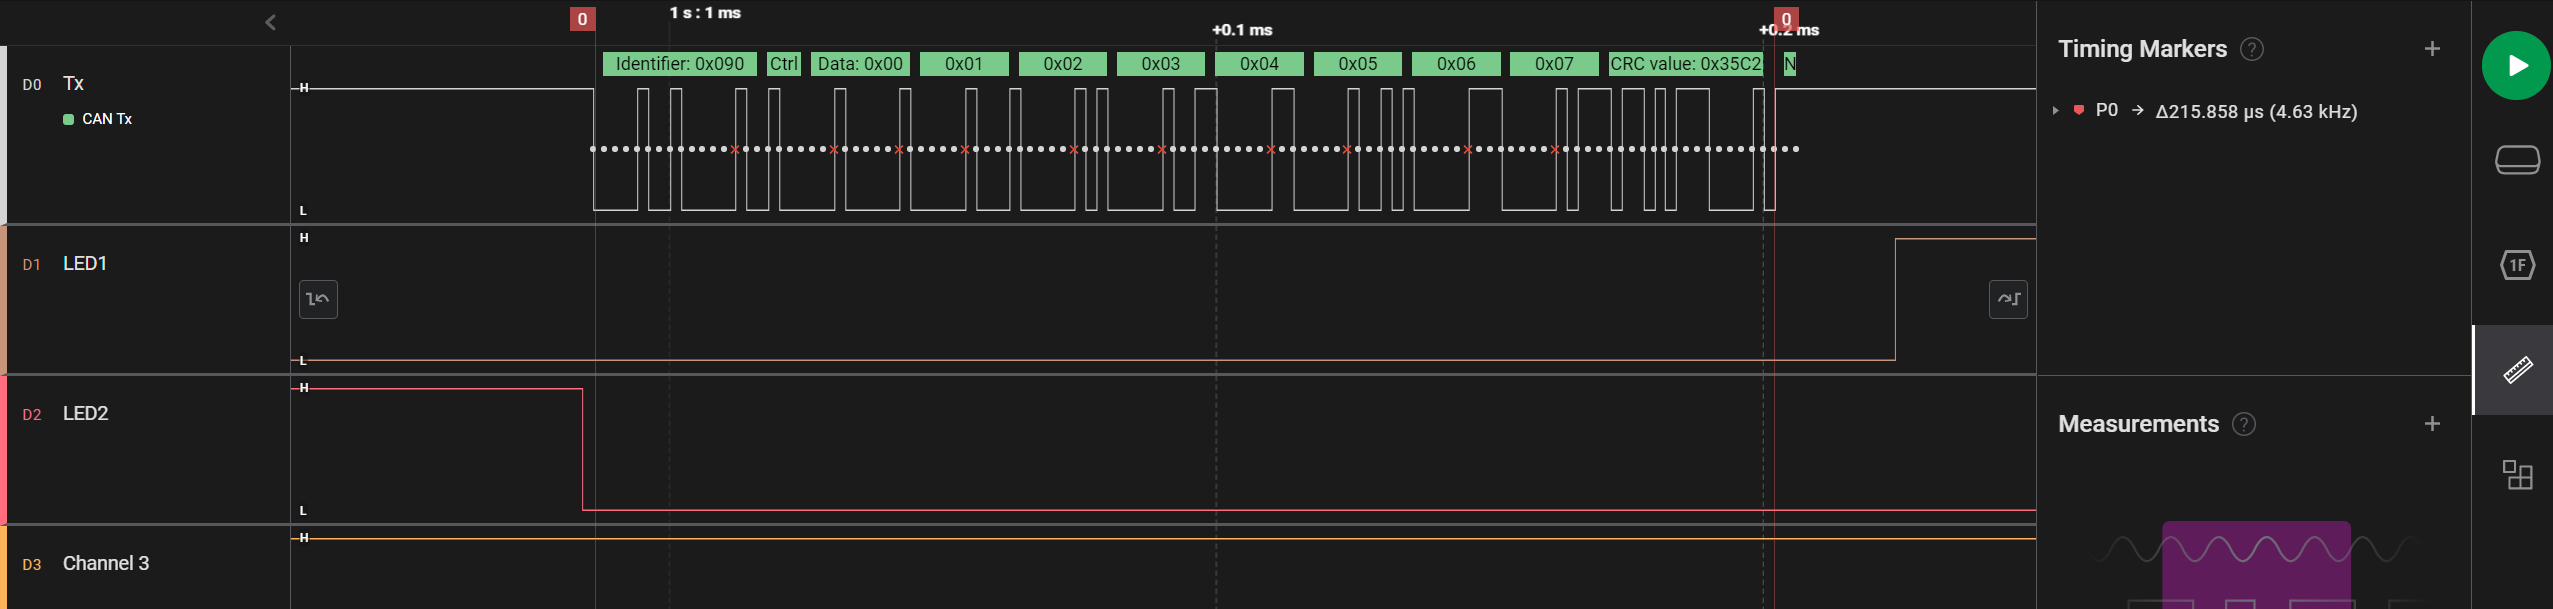 0
1 s : 1 ms
+0.1 ms
+0.2 ms
0
D0 Tx
CAN Tx
H
L
Identifier: 0x090
Ctrl
Data: 0x00
0x01
0x02
0x03
0x04
0x05
0x06
0x07
CRC value: 0x35C2
N
D1 LED1
H
L
D2 LED2
H
L
D3 Channel 3
H
Timing Markers ?
P0 → Δ215.858 µs (4.63 kHz)
Measurements ?
1F